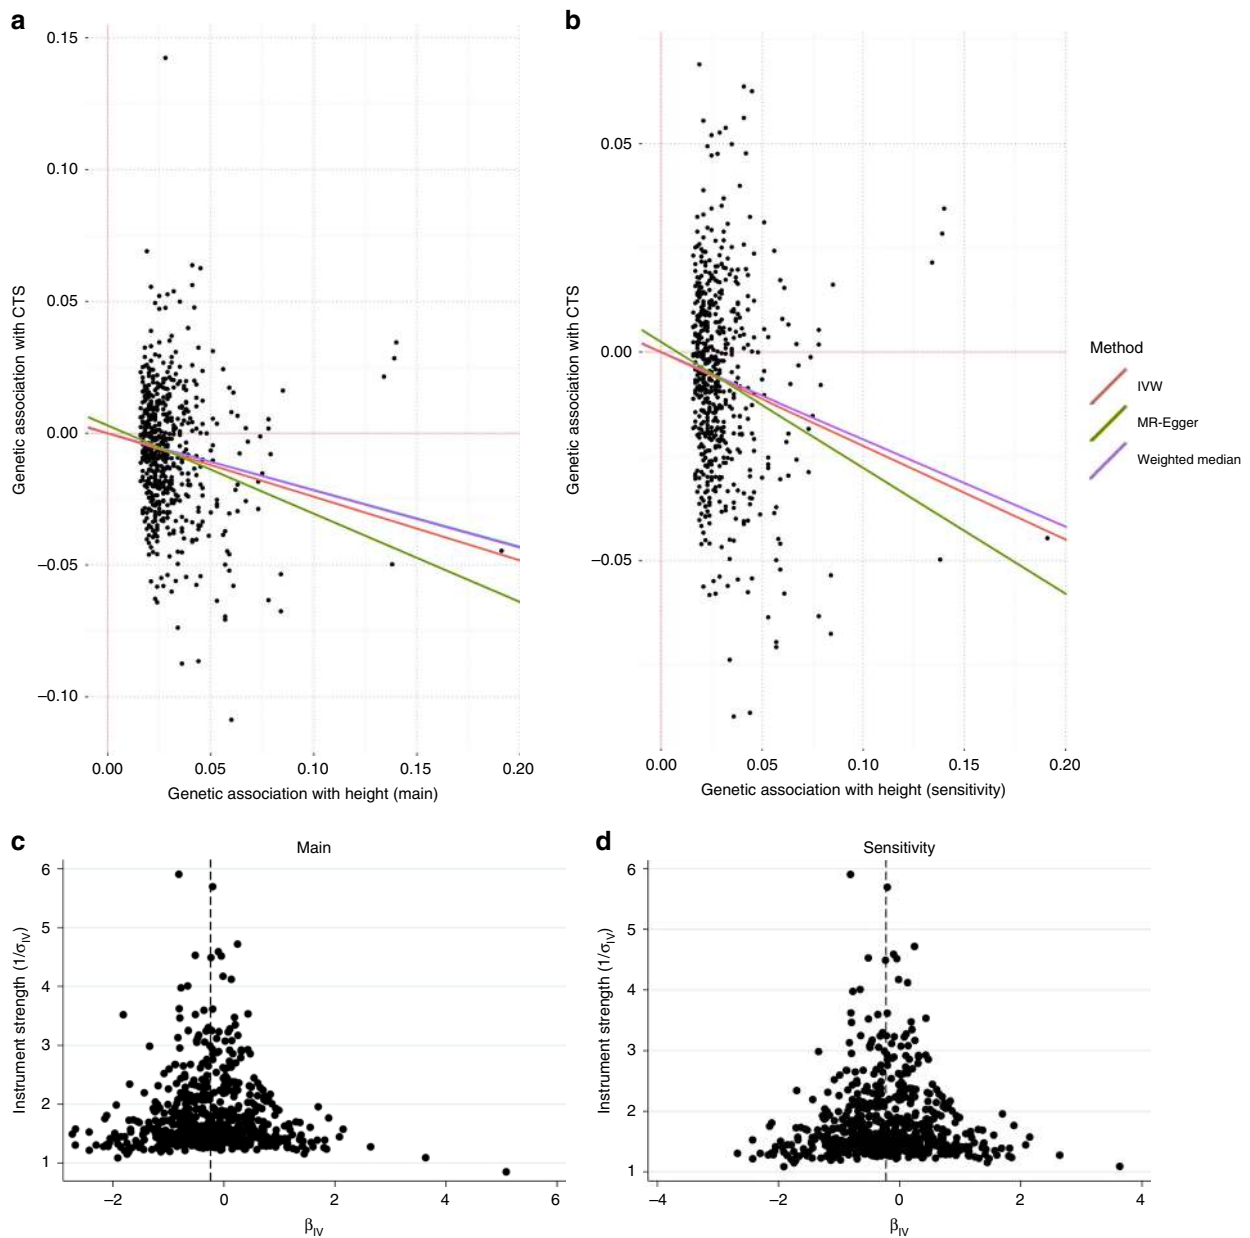 a
0.15
0.10
0.05
0.00
–0.05
–0.10
Genetic association with CTS
0.00
0.05
0.10
0.15
0.20
Genetic association with height (main)
b
0.05
0.00
–0.05
Genetic association with CTS
0.00
0.05
0.10
0.15
0.20
Genetic association with height (sensitivity)
Method
IVW
MR-Egger
Weighted median
c
Main
6
5
4
3
2
1
Instrument strength (1/σIV)
–2
0
2
4
6
βIV
d
Sensitivity
6
5
4
3
2
1
Instrument strength (1/σIV)
–4
–2
0
2
4
βIV